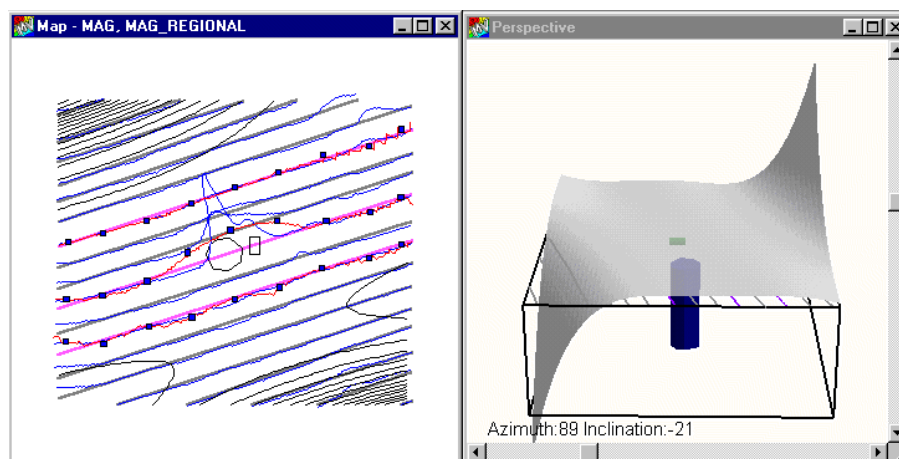 Map - MAG, MAG_REGIONAL
Perspective
Azimuth:89 Inclination:-21